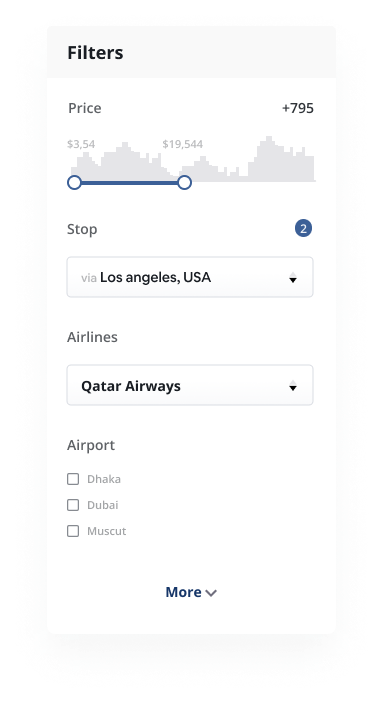 Filters
Price +795
$3,54 $19,544
Stop 2
via Los angeles, USA
Airlines
Qatar Airways
Airport
Dhaka
Dubai
Muscut
More